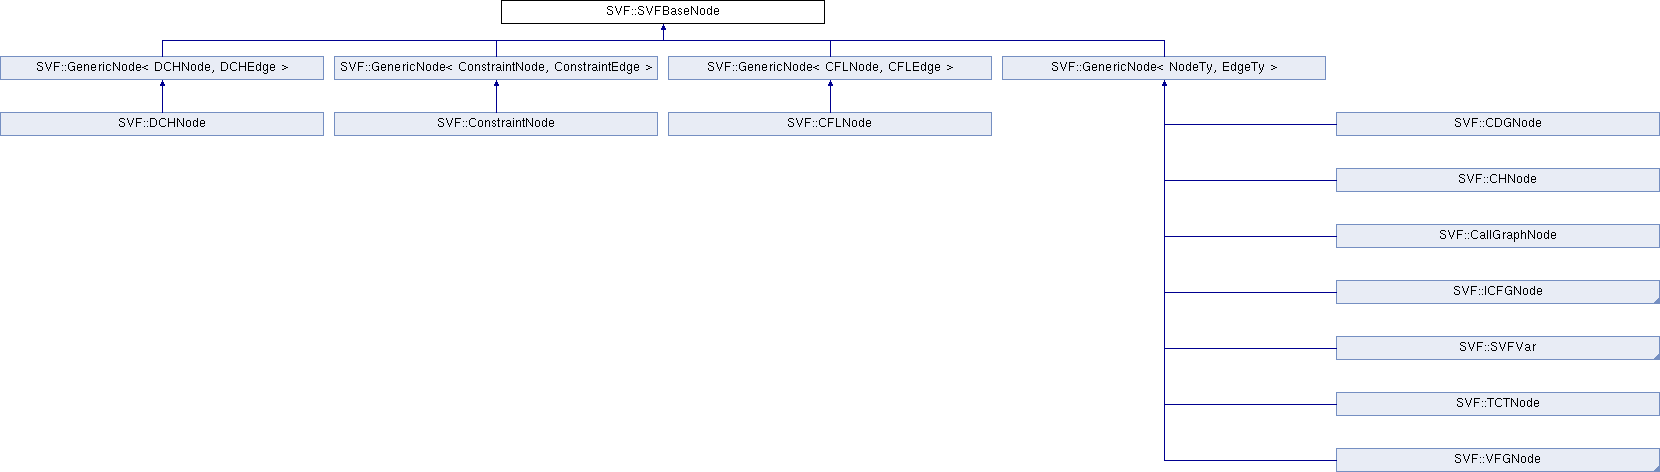 SVF::SVFBaseNode
SVF::GenericNode< DCHNode, DCHEdge >
SVF::GenericNode< ConstraintNode, ConstraintEdge >
SVF::GenericNode< CFLNode, CFLEdge >
SVF::GenericNode< NodeTy, EdgeTy >
SVF::DCHNode
SVF::ConstraintNode
SVF::CFLNode
SVF::CDGNode
SVF::CHNode
SVF::CallGraphNode
SVF::ICFGNode
SVF::SVFVar
SVF::TCTNode
SVF::VFGNode